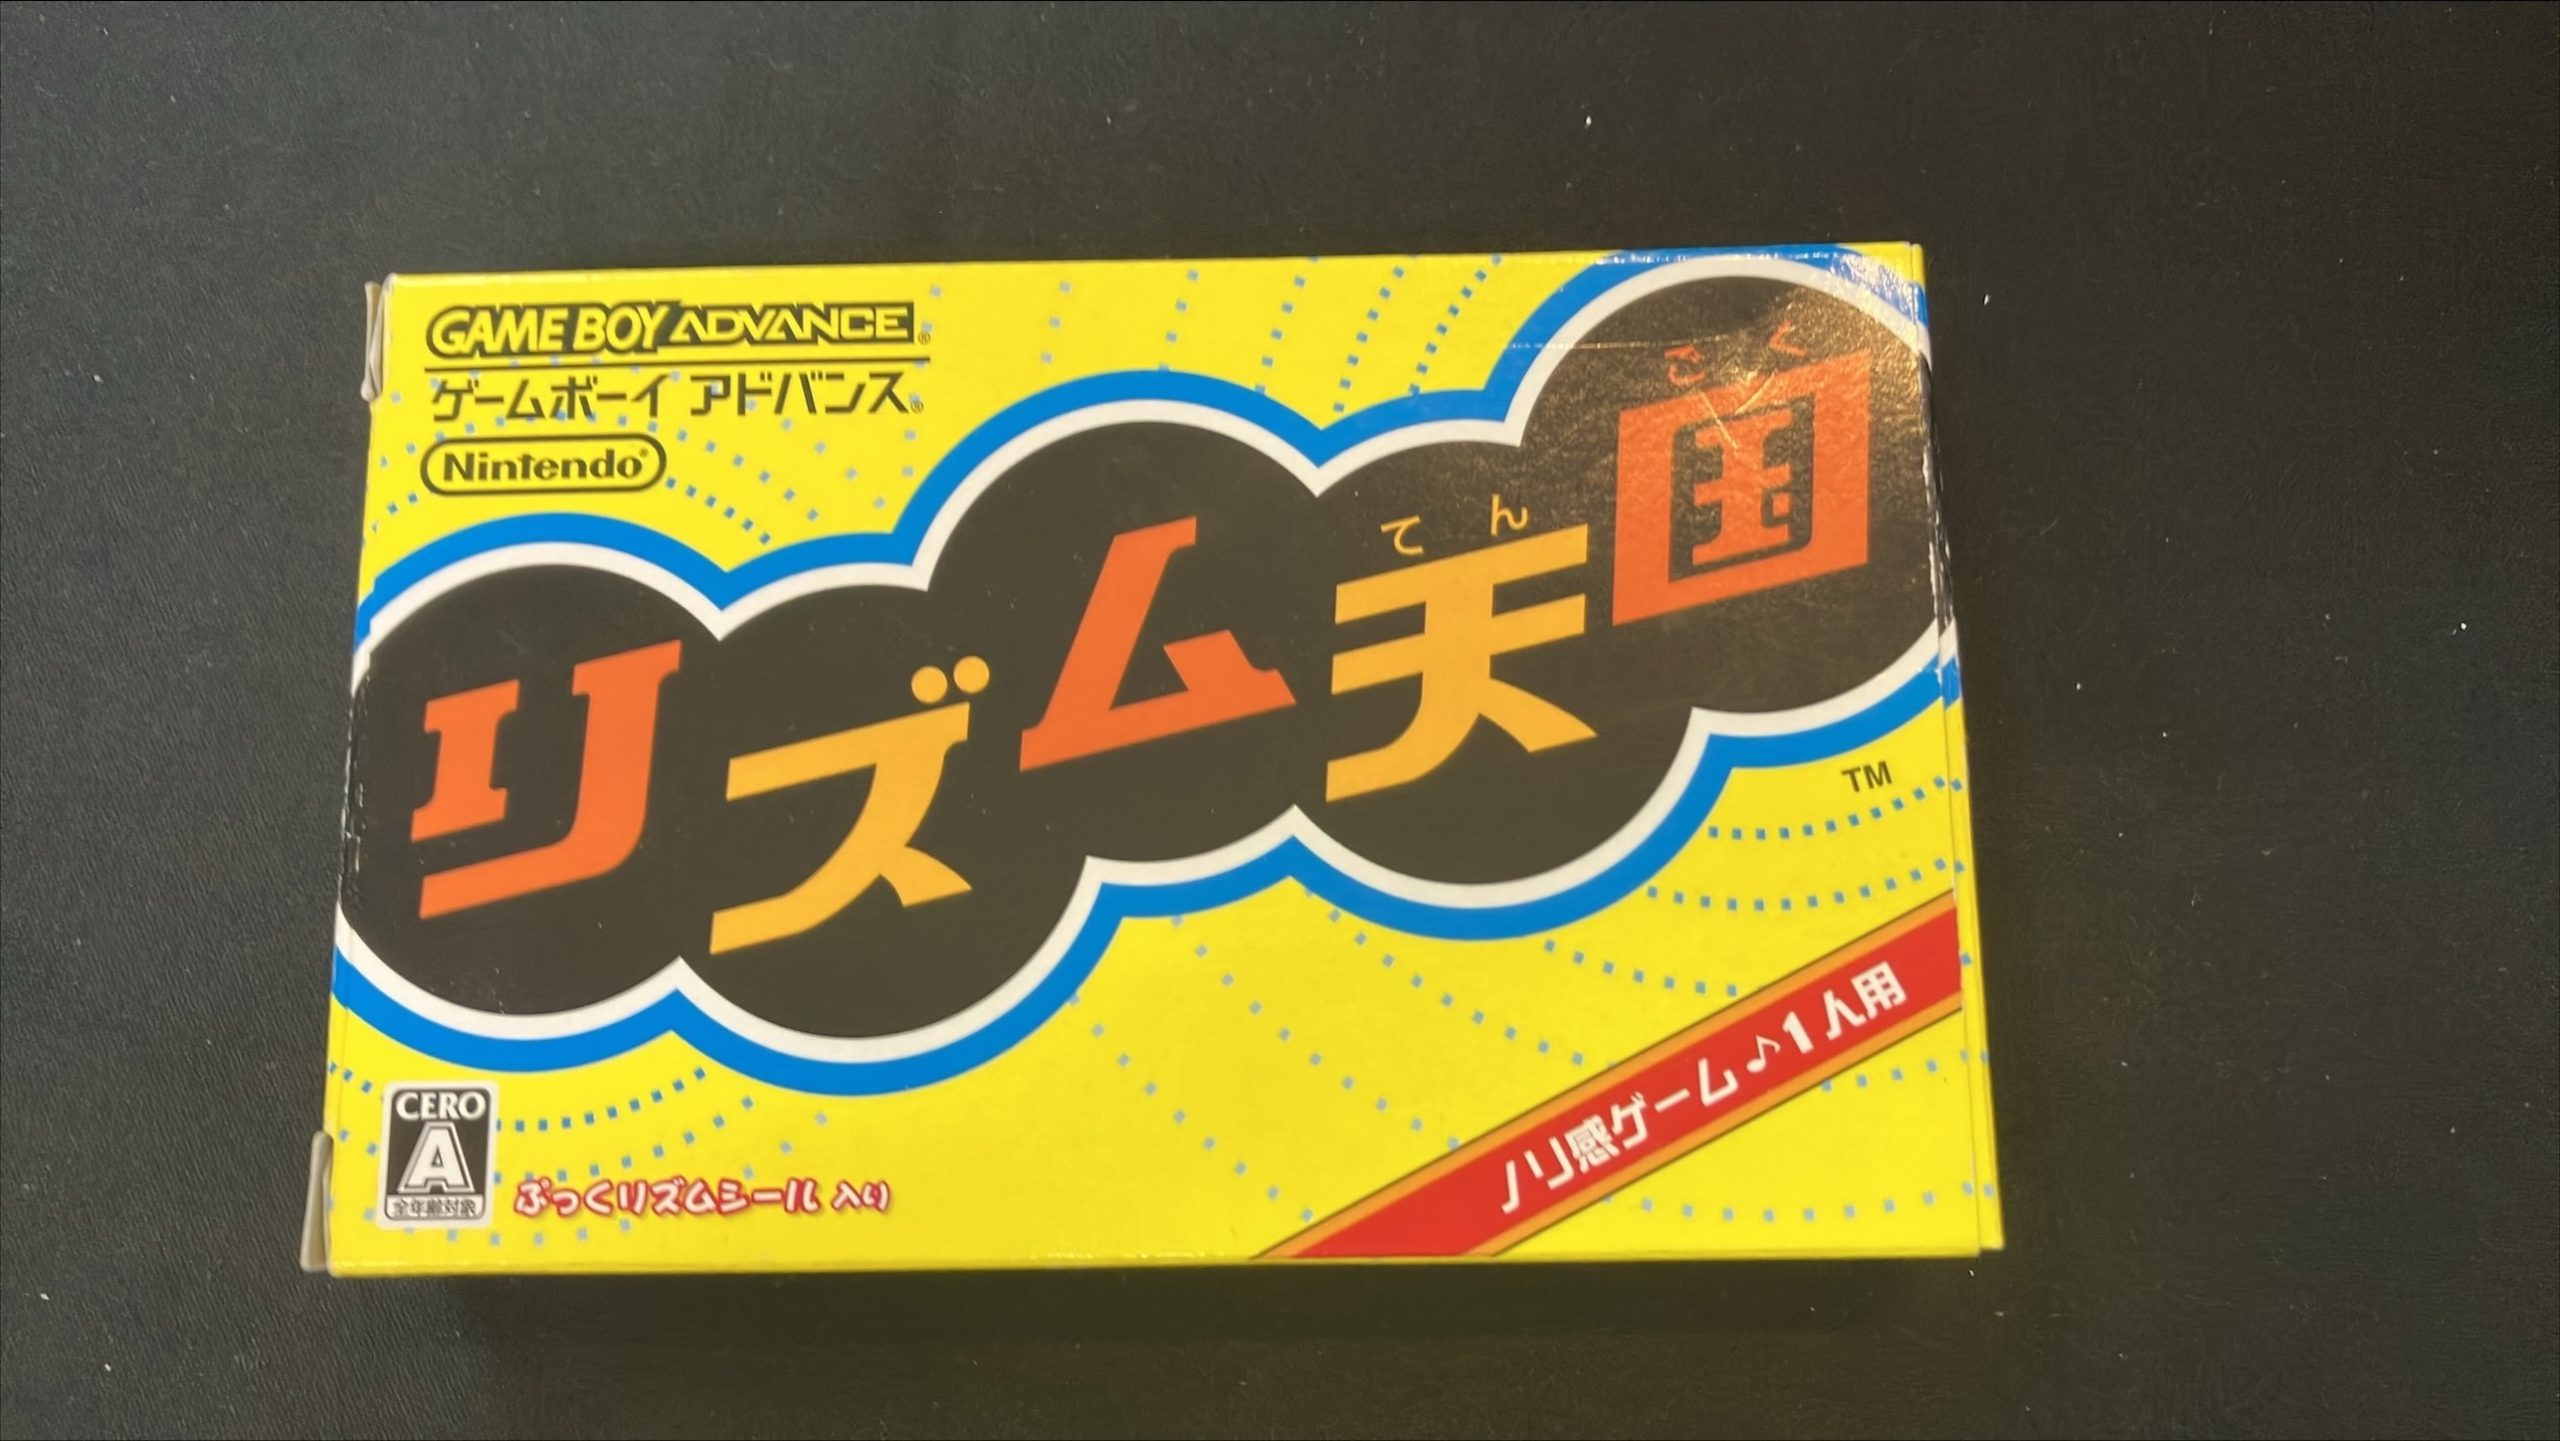 GAME BOY ADVANCE®
ゲームボーイ アドバンス®
Nintendo®
てん ごく
リズム天国
TM
ノリ感ゲーム♪1人用
CERO
A
全年齢対象
ぷっくりズムシール 入り